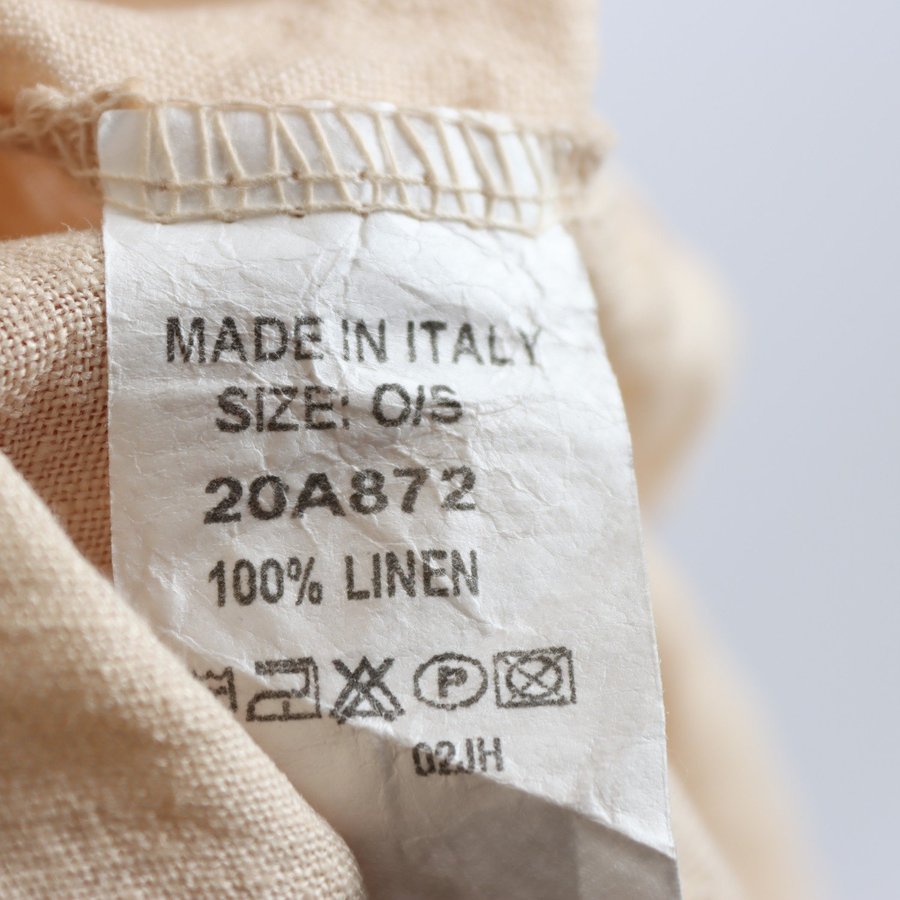 MADE IN ITALY
SIZE: O/S
20A872
100% LINEN
P
02JH